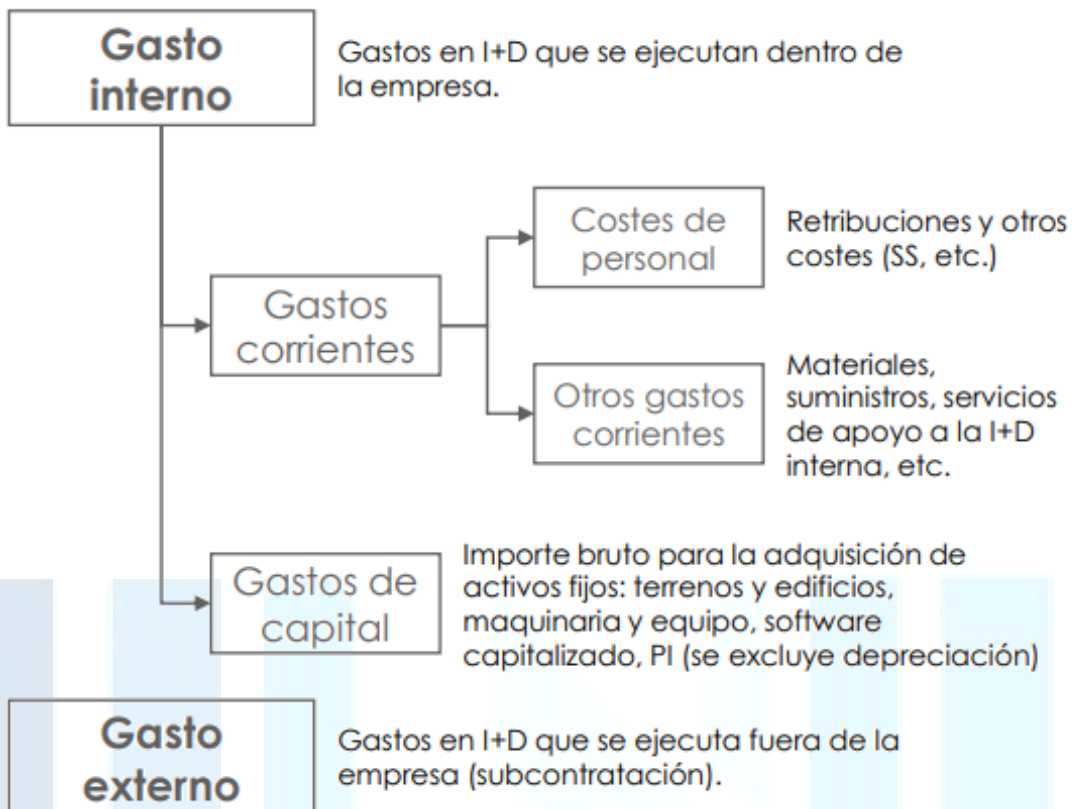 Gasto
interno
Gastos en I+D que se ejecutan dentro de
la empresa.
Costes de
personal
Retribuciones y otros
costes (SS, etc.)
Gastos
corrientes
Otros gastos
corrientes
Materiales,
suministros, servicios
de apoyo a la I+D
interna, etc.
Gastos de
capital
Importe bruto para la adquisición de
activos fijos: terrenos y edificios,
maquinaria y equipo, software
capitalizado, PI (se excluye depreciación)
Gasto
externo
Gastos en I+D que se ejecuta fuera de la
empresa (subcontratación).